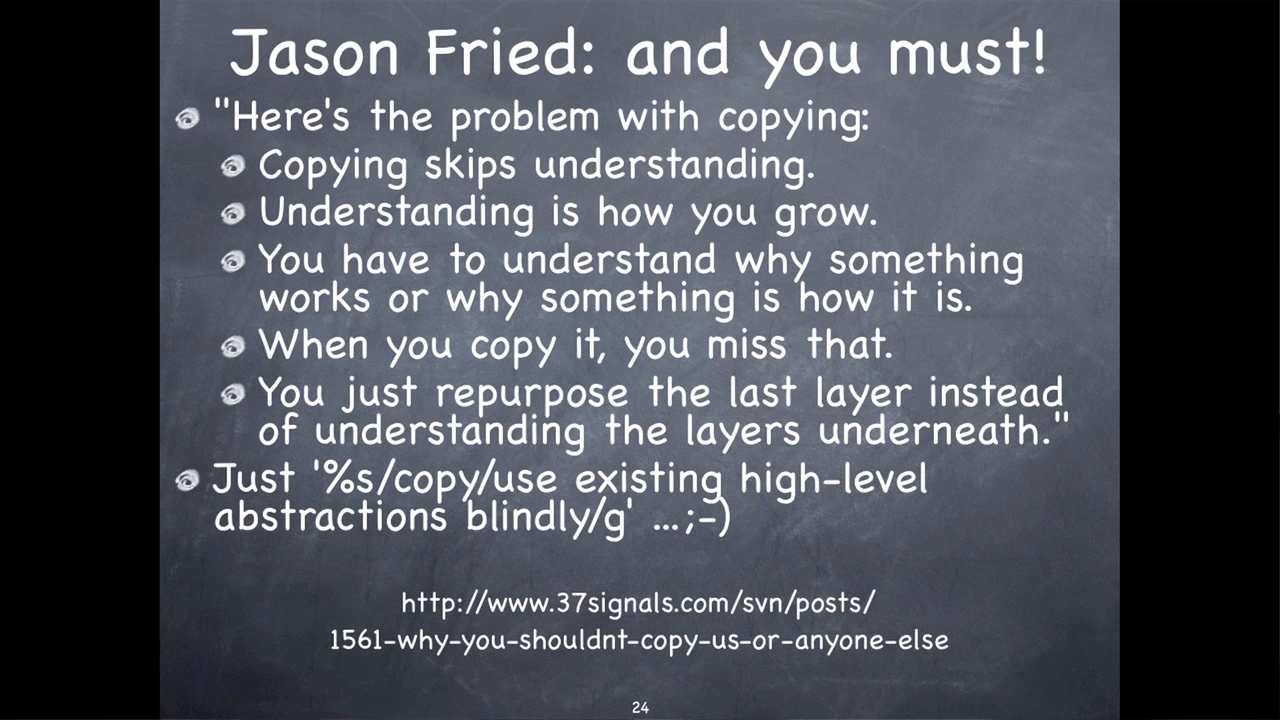 Jason Fried: and you must!
"Here's the problem with copying:
Copying skips understanding.
Understanding is how you grow.
You have to understand why something
works or why something is how it is.
When you copy it, you miss that.
You just repurpose the last layer instead
of understanding the layers underneath."
Just '%s/copy/use existing high-level
abstractions blindly/g' ...;-)
http://www.37signals.com/svn/posts/
1561-why-you-shouldnt-copy-us-or-anyone-else
24